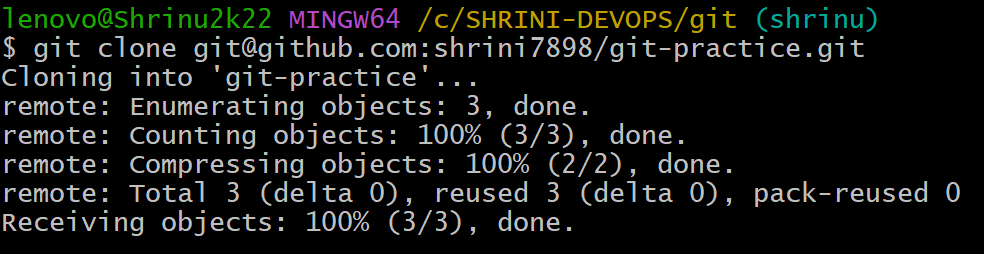 lenovo@Shrinu2k22 MINGW64 /c/SHRINI-DEVOPS/git (shrinu)
$ git clone git@github.com:shrini7898/git-practice.git
Cloning into 'git-practice'...
remote: Enumerating objects: 3, done.
remote: Counting objects: 100% (3/3), done.
remote: Compressing objects: 100% (2/2), done.
remote: Total 3 (delta 0), reused 3 (delta 0), pack-reused 0
Receiving objects: 100% (3/3), done.